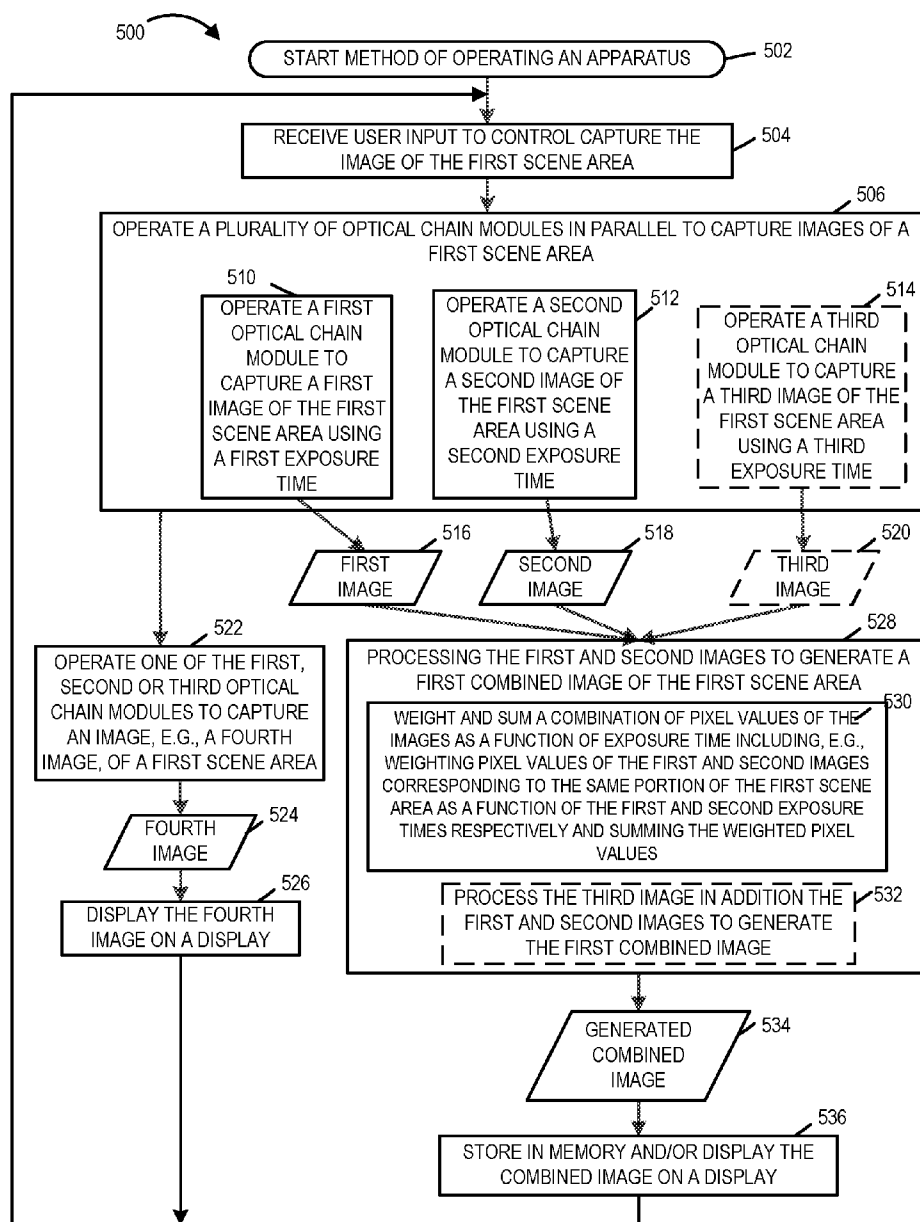 500
START METHOD OF OPERATING AN APPARATUS
502
RECEIVE USER INPUT TO CONTROL CAPTURE THE
IMAGE OF THE FIRST SCENE AREA
504
506
OPERATE A PLURALITY OF OPTICAL CHAIN MODULES IN PARALLEL TO CAPTURE IMAGES OF A
FIRST SCENE AREA
510
OPERATE A FIRST
OPTICAL CHAIN
MODULE TO
CAPTURE A FIRST
IMAGE OF THE FIRST
SCENE AREA USING
A FIRST EXPOSURE
TIME
512
OPERATE A SECOND
OPTICAL CHAIN
MODULE TO CAPTURE
A SECOND IMAGE OF
THE FIRST SCENE
AREA USING A
SECOND EXPOSURE
TIME
514
OPERATE A THIRD
OPTICAL CHAIN
MODULE TO CAPTURE
A THIRD IMAGE OF THE
FIRST SCENE AREA
USING A THIRD
EXPOSURE TIME
516
FIRST
IMAGE
518
SECOND
IMAGE
520
THIRD
IMAGE
522
OPERATE ONE OF THE FIRST,
SECOND OR THIRD OPTICAL
CHAIN MODULES TO CAPTURE
AN IMAGE, E.G., A FOURTH
IMAGE, OF A FIRST SCENE AREA
524
FOURTH
IMAGE
526
DISPLAY THE FOURTH
IMAGE ON A DISPLAY
528
PROCESSING THE FIRST AND SECOND IMAGES TO GENERATE A
FIRST COMBINED IMAGE OF THE FIRST SCENE AREA
530
WEIGHT AND SUM A COMBINATION OF PIXEL VALUES OF THE
IMAGES AS A FUNCTION OF EXPOSURE TIME INCLUDING, E.G.,
WEIGHTING PIXEL VALUES OF THE FIRST AND SECOND IMAGES
CORRESPONDING TO THE SAME PORTION OF THE FIRST SCENE
AREA AS A FUNCTION OF THE FIRST AND SECOND EXPOSURE
TIMES RESPECTIVELY AND SUMMING THE WEIGHTED PIXEL
VALUES
532
PROCESS THE THIRD IMAGE IN ADDITION THE
FIRST AND SECOND IMAGES TO GENERATE
THE FIRST COMBINED IMAGE
534
GENERATED
COMBINED
IMAGE
536
STORE IN MEMORY AND/OR DISPLAY THE
COMBINED IMAGE ON A DISPLAY